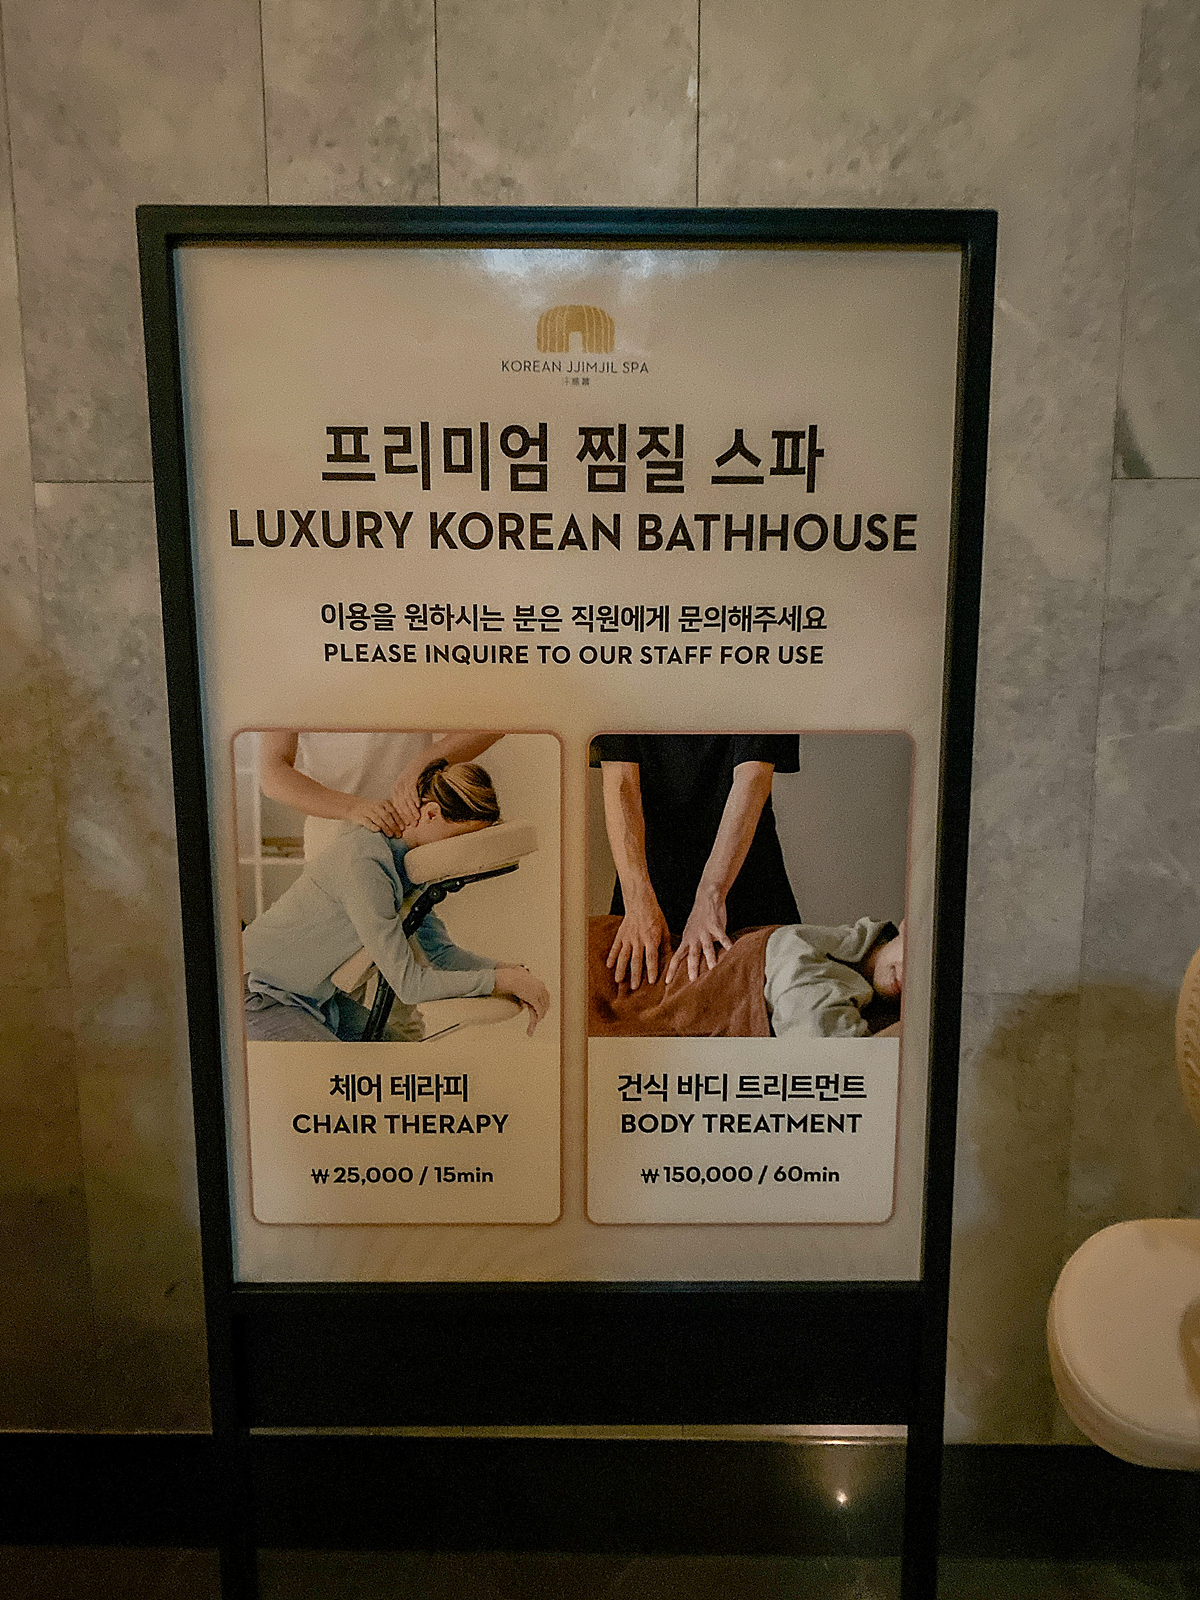 KOREAN JJIMJIL SPA
프리미엄 찜질 스파
LUXURY KOREAN BATHHOUSE
이용을 원하시는 분은 직원에게 문의해주세요
PLEASE INQUIRE TO OUR STAFF FOR USE
체어 테라피
CHAIR THERAPY
₩25,000 / 15min
건식 바디 트리트먼트
BODY TREATMENT
₩150,000 / 60min